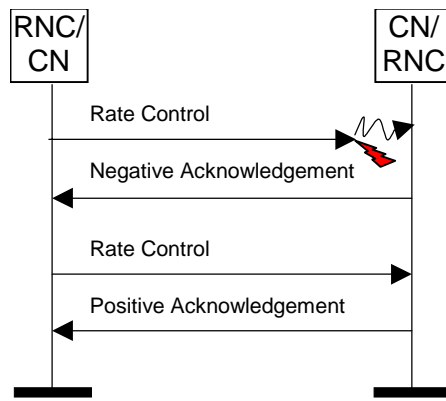 RNC/
CN
CN/
RNC
Rate Control
Negative Acknowledgement
Rate Control
Positive Acknowledgement